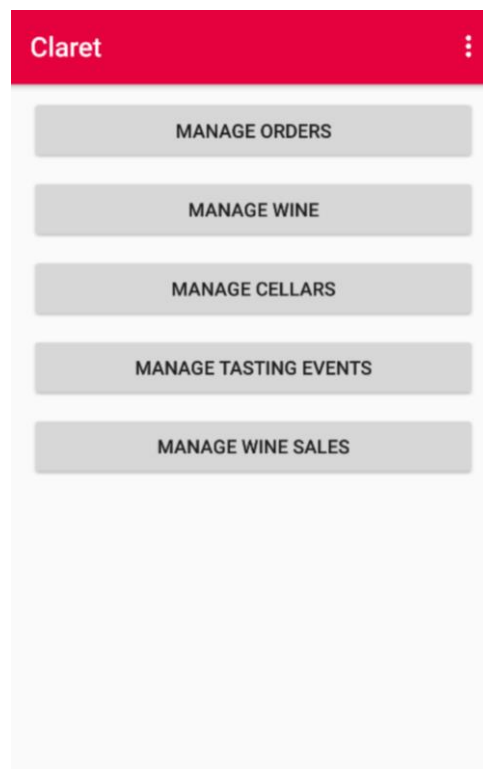 Claret
MANAGE ORDERS
MANAGE WINE
MANAGE CELLARS
MANAGE TASTING EVENTS
MANAGE WINE SALES